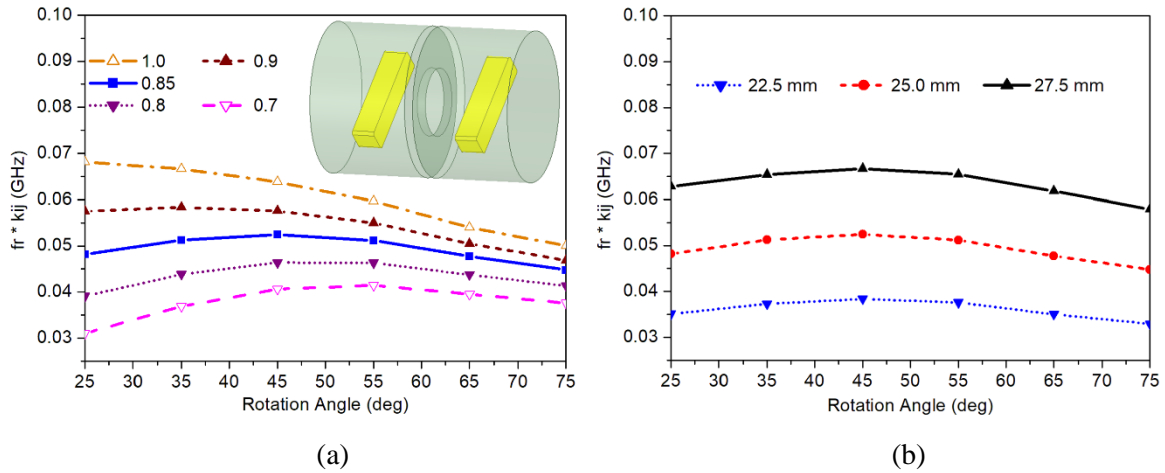 0.10
0.09
0.08
0.07
0.06
0.05
0.04
0.03
fr * kij (GHz)
1.0 0.9
0.85
0.8 0.7
25 30 35 40 45 50 55 60 65 70 75
Rotation Angle (deg)
(a)
0.10
0.09
0.08
0.07
0.06
0.05
0.04
0.03
fr * kij (GHz)
22.5 mm 25.0 mm 27.5 mm
25 30 35 40 45 50 55 60 65 70 75
Rotation Angle (deg)
(b)